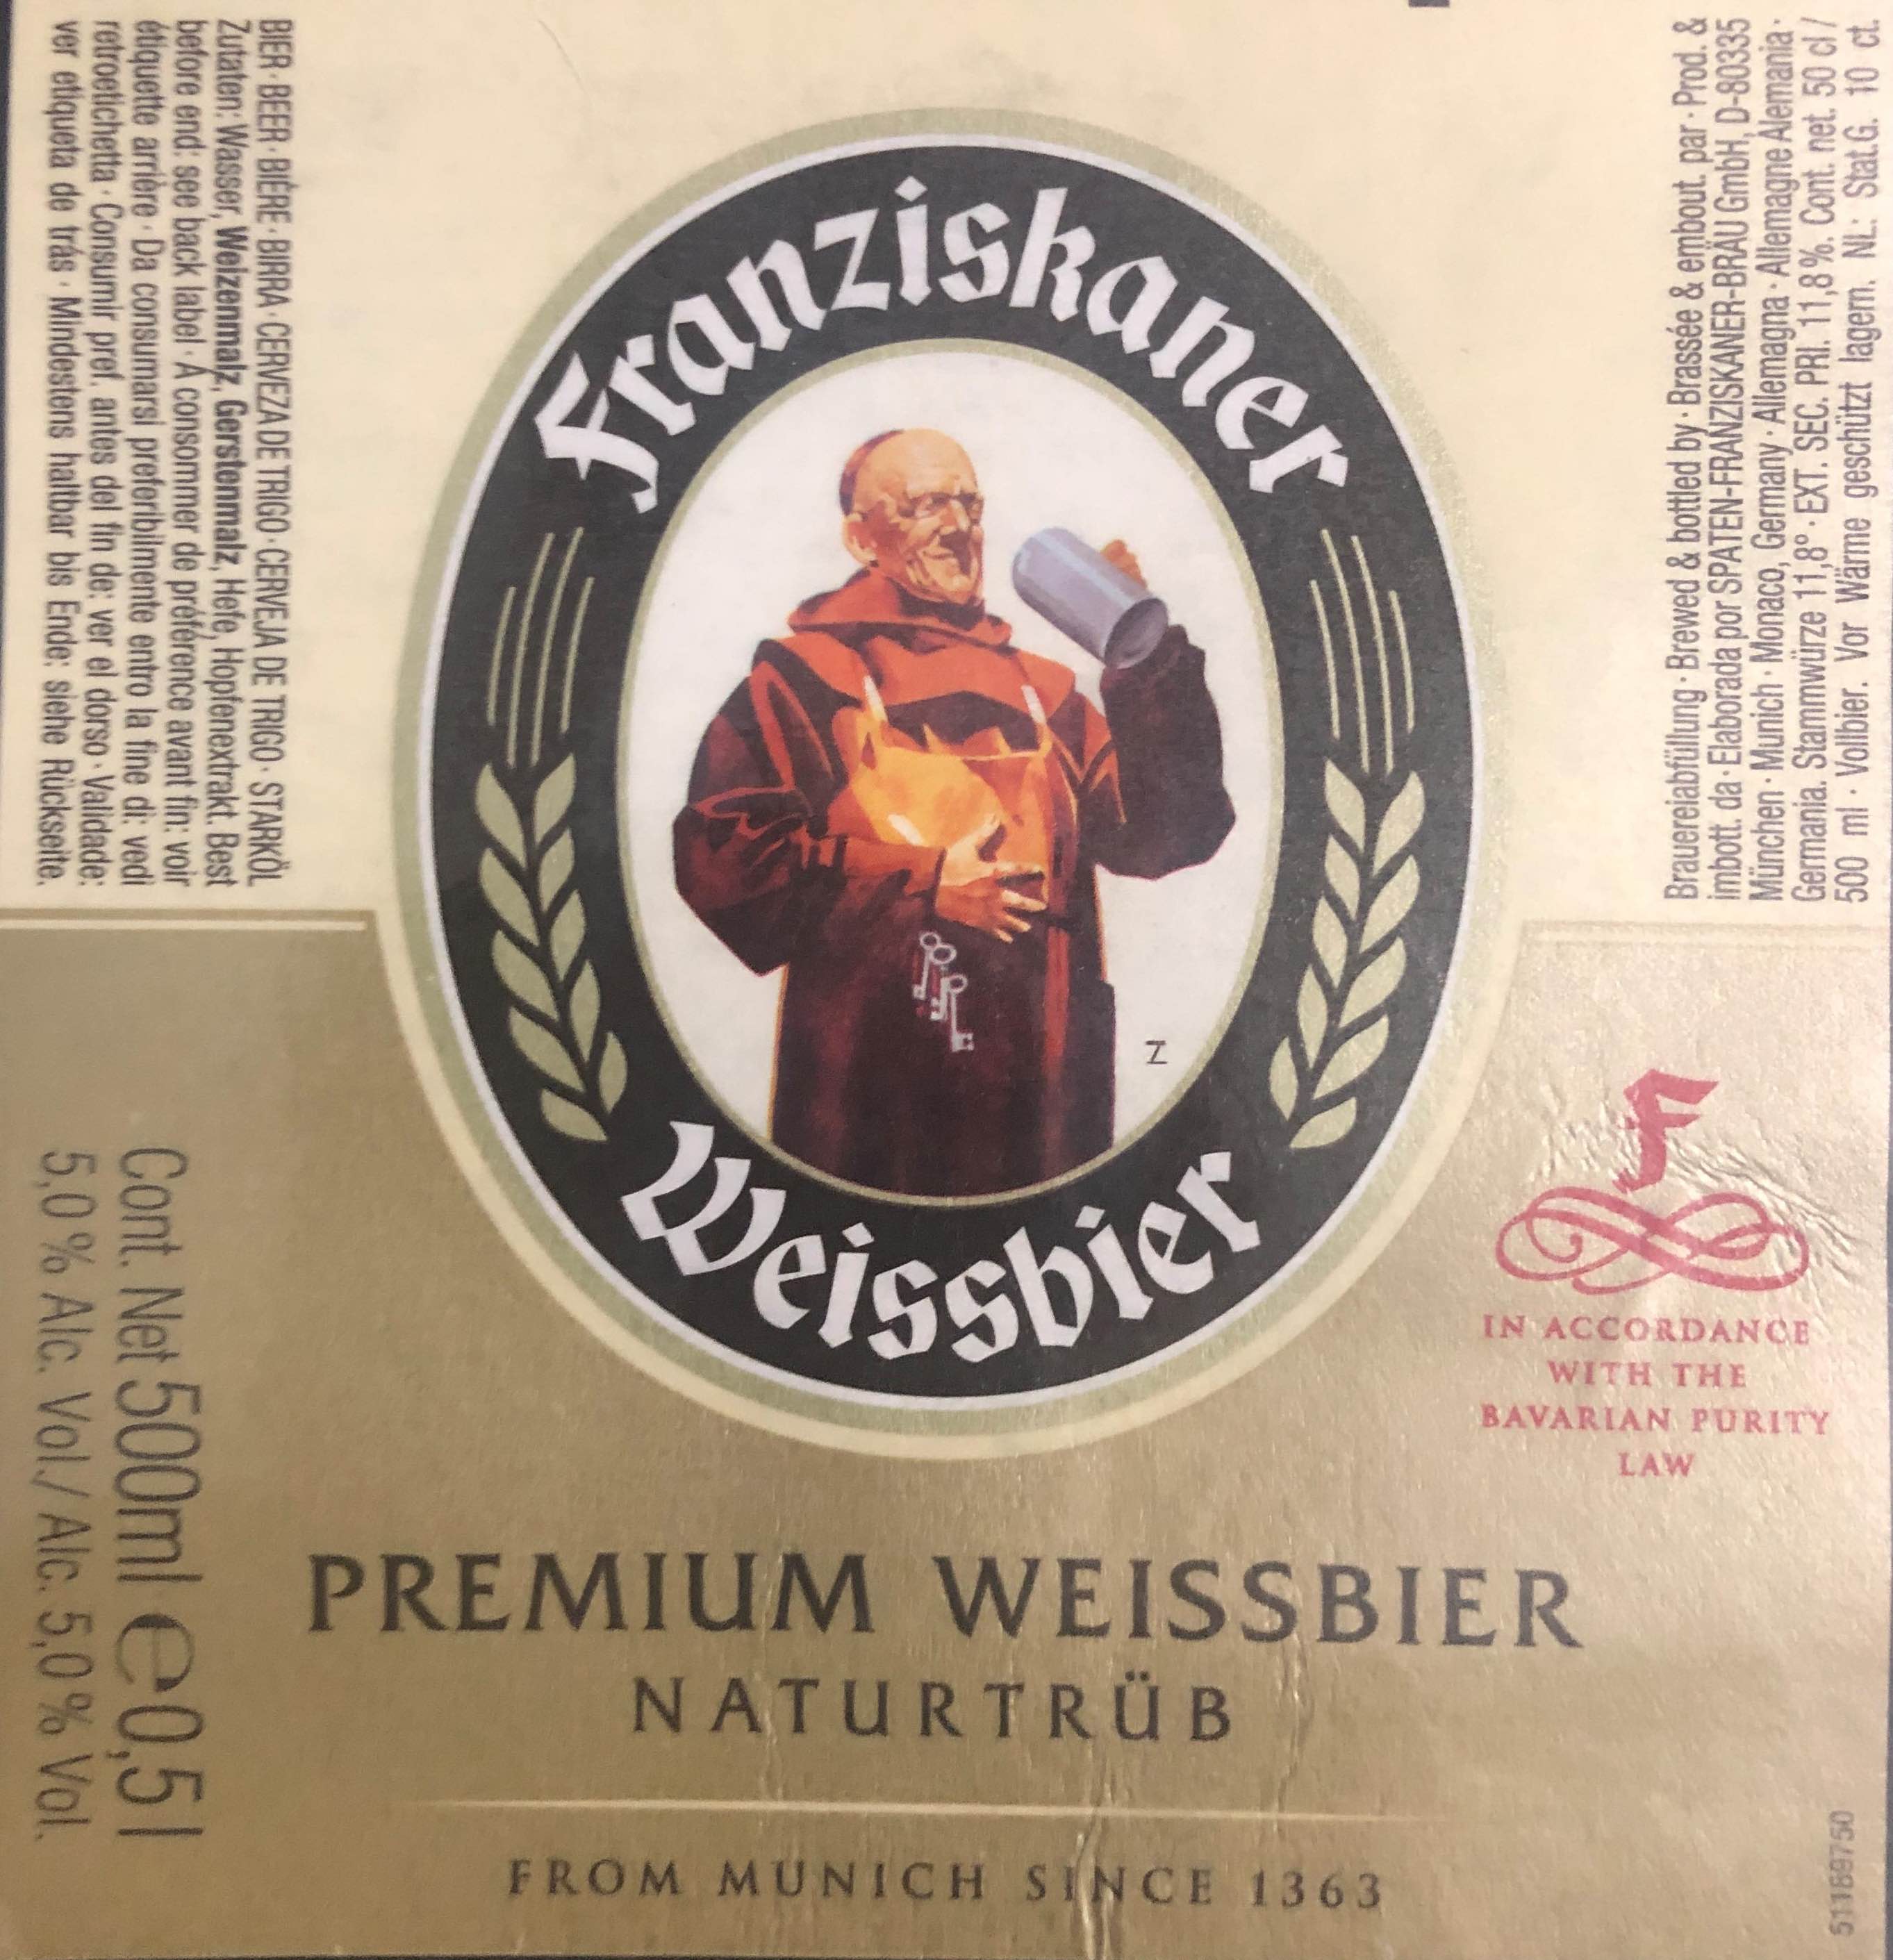 BIER · BEER · BIÈRE · BIRRA · CERVEZA DE TRIGO · CERVEJA DE TRIGO · STARKÖL
Zutaten: Wasser, Weizenmalz, Gerstenmalz, Hefe, Hopfenextrakt. Best
before end: see back label · À consommer de préférence avant fin: voir
étiquette arrière · Da consumarsi preferibilmente entro la fine di: vedi
retroetichetta · Consumir pref. antes del fin de: ver el dorso · Validade:
ver etiqueta de trás · Mindestens haltbar bis Ende: siehe Rückseite.
Franziskaner
Z
Weissbier
Brauereiabfüllung · Brewed & bottled by · Brassée & embout. par · Prod. &
imbott. da · Elaborada por SPATEN-FRANZISKANER-BRÄU GmbH, D-80335
München · Munich · Monaco, Germany · Allemagna · Allemagne Alemania ·
Germania. Stammwürze 11,8° · EXT. SEC. PRI. 11,8%. Cont. net. 50 cl /
500 ml · Vollbier. Vor Wärme geschützt lagern. NL: Stat.G. 10 ct.
F
IN ACCORDANCE
WITH THE
BAVARIAN PURITY
LAW
Cont. Net 500ml e 0,5 l
5,0 % Alc. Vol./ Alc. 5,0 % Vol.
PREMIUM WEISSBIER
NATURTRÜB
FROM MUNICH SINCE 1363
51189750